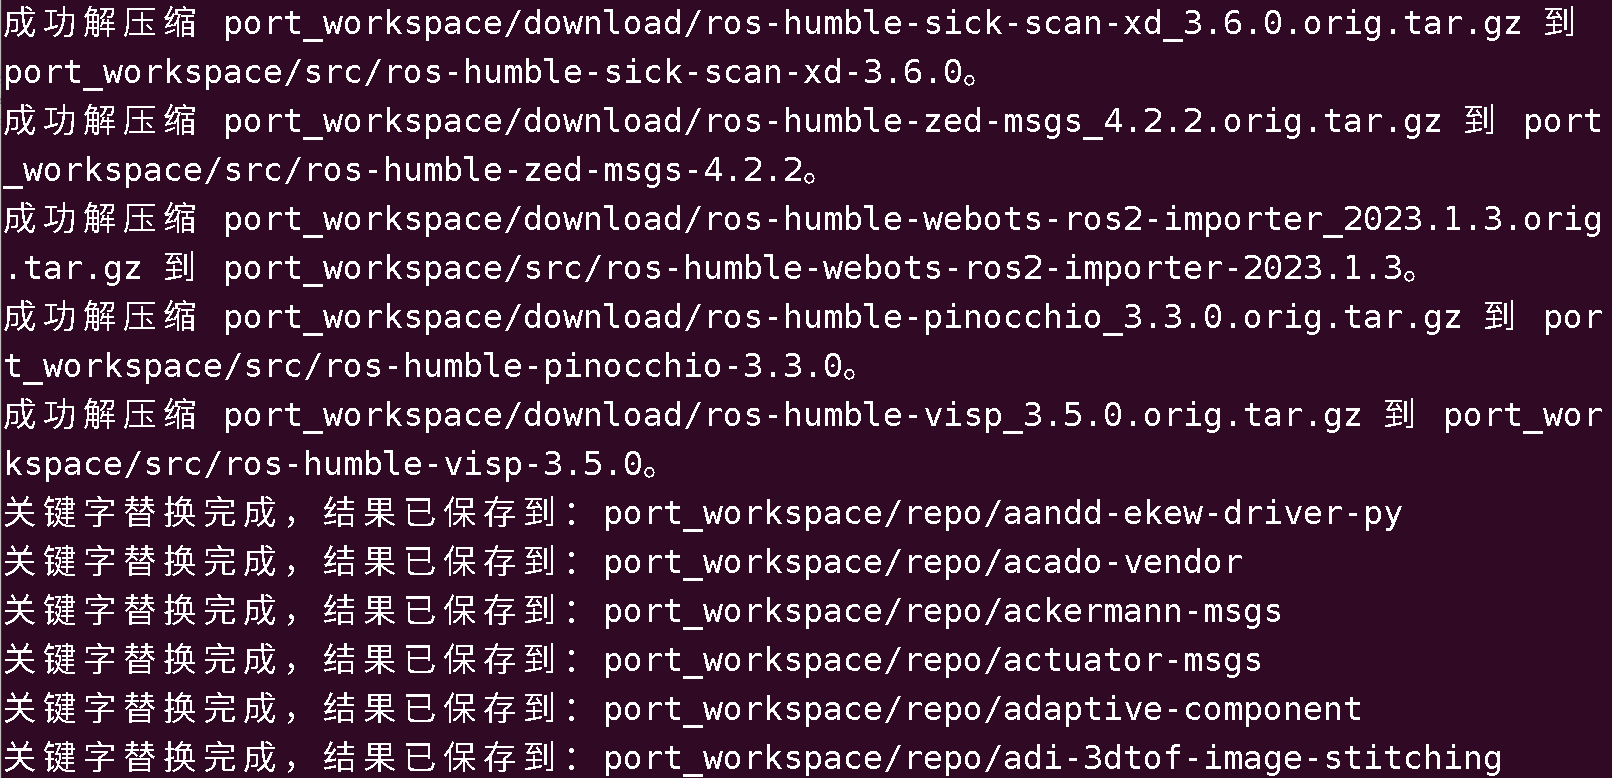 成功解压缩 port_workspace/download/ros-humble-sick-scan-xd_3.6.0.orig.tar.gz 到
port_workspace/src/ros-humble-sick-scan-xd-3.6.0。
成功解压缩 port_workspace/download/ros-humble-zed-msgs_4.2.2.orig.tar.gz 到 port
_workspace/src/ros-humble-zed-msgs-4.2.2。
成功解压缩 port_workspace/download/ros-humble-webots-ros2-importer_2023.1.3.orig
.tar.gz 到 port_workspace/src/ros-humble-webots-ros2-importer-2023.1.3。
成功解压缩 port_workspace/download/ros-humble-pinocchio_3.3.0.orig.tar.gz 到 por
t_workspace/src/ros-humble-pinocchio-3.3.0。
成功解压缩 port_workspace/download/ros-humble-visp_3.5.0.orig.tar.gz 到 port_wor
kspace/src/ros-humble-visp-3.5.0。
关键字替换完成，结果已保存到：port_workspace/repo/aandd-ekew-driver-py
关键字替换完成，结果已保存到：port_workspace/repo/acado-vendor
关键字替换完成，结果已保存到：port_workspace/repo/ackermann-msgs
关键字替换完成，结果已保存到：port_workspace/repo/actuator-msgs
关键字替换完成，结果已保存到：port_workspace/repo/adaptive-component
关键字替换完成，结果已保存到：port_workspace/repo/adi-3dtof-image-stitching